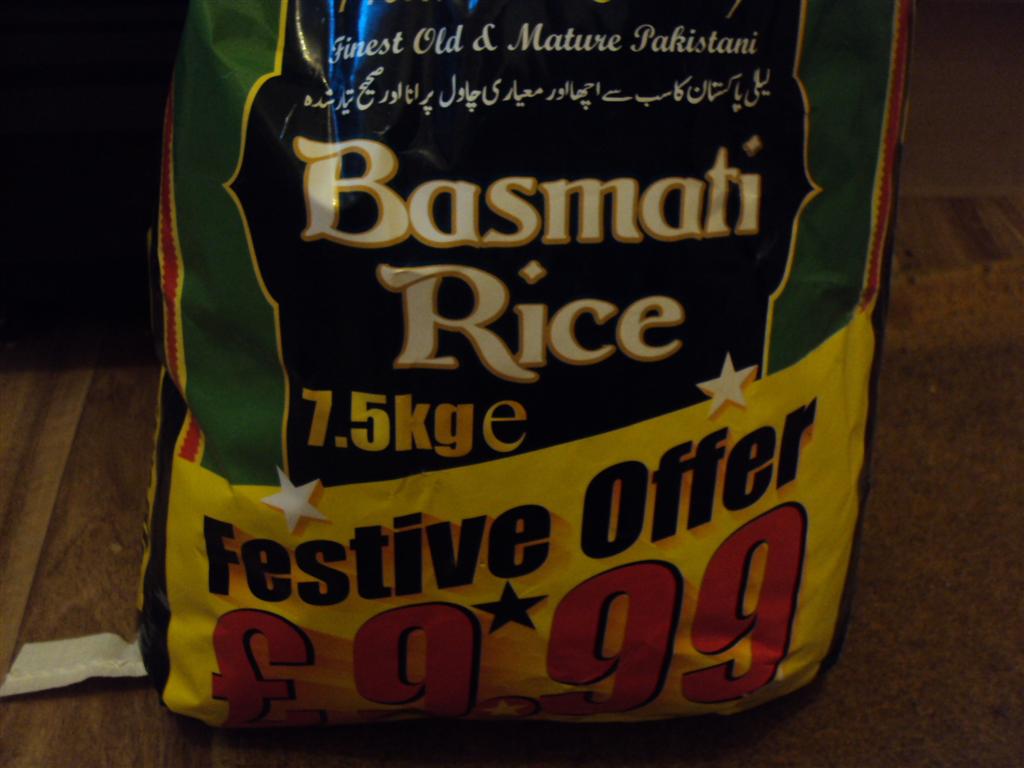 Finest Old & Mature Pakistani
لیلیٰ پاکستان کا سب سے اچھا اور معیاری چاول پرانا اور صحیح تیار شدہ
Basmati
Rice
7.5kg e
Festive Offer
£9.99